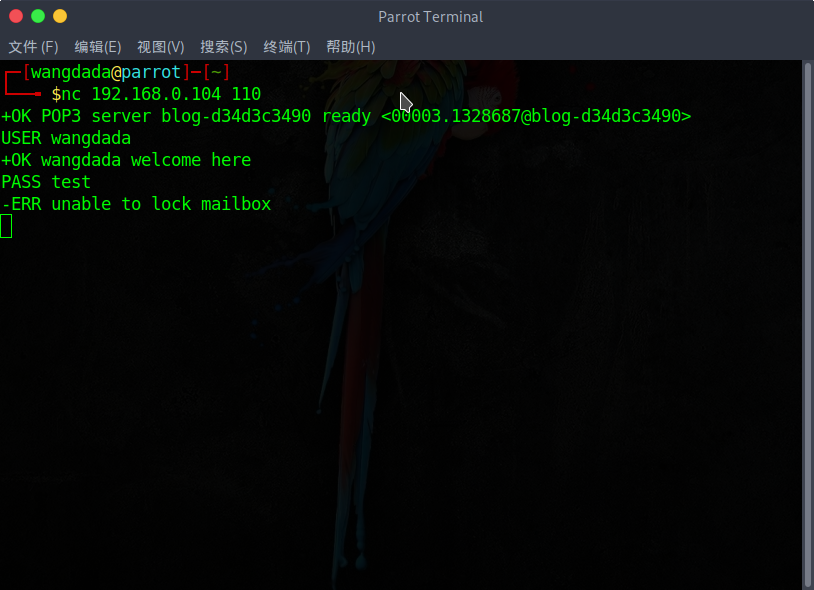 Parrot Terminal
文件 (F) 编辑(E) 视图(V) 搜索(S) 终端(T) 帮助(H)
┌─[wangdada@parrot]─[~]
└──╼ $nc 192.168.0.104 110
+OK POP3 server blog-d34d3c3490 ready <00003.1328687@blog-d34d3c3490>
USER wangdada
+OK wangdada welcome here
PASS test
-ERR unable to lock mailbox